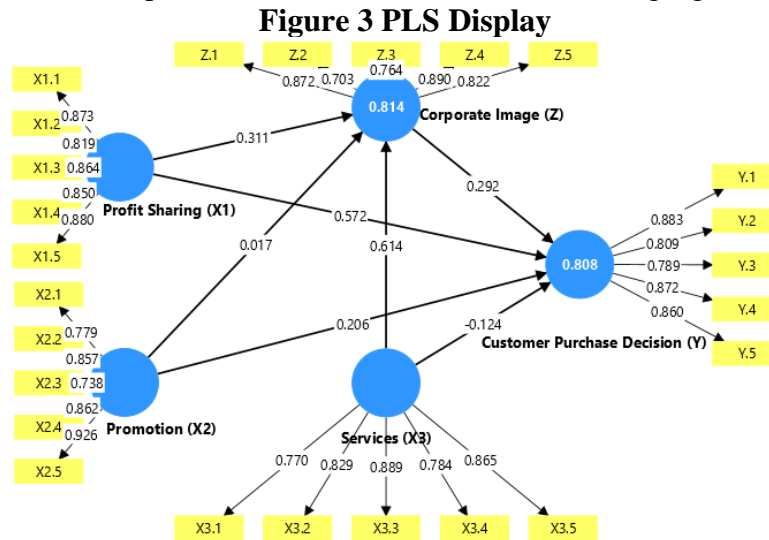 Figure 3 PLS Display
Z.1 Z.2 Z.3 Z.4 Z.5
0.872 0.703 0.764 0.890 0.822
0.814
Corporate Image (Z)
X1.1
X1.2
X1.3
X1.4
X1.5
0.873
0.819
0.864
0.850
0.880
Profit Sharing (X1)
0.311
0.572
0.017
0.614
0.292
0.206
-0.124
0.808
Customer Purchase Decision (Y)
0.883
0.809
0.789
0.872
0.860
Y.1
Y.2
Y.3
Y.4
Y.5
X2.1
X2.2
X2.3
X2.4
X2.5
0.779
0.857
0.738
0.862
0.926
Promotion (X2)
Services (X3)
0.770 0.829 0.889 0.784 0.865
X3.1 X3.2 X3.3 X3.4 X3.5